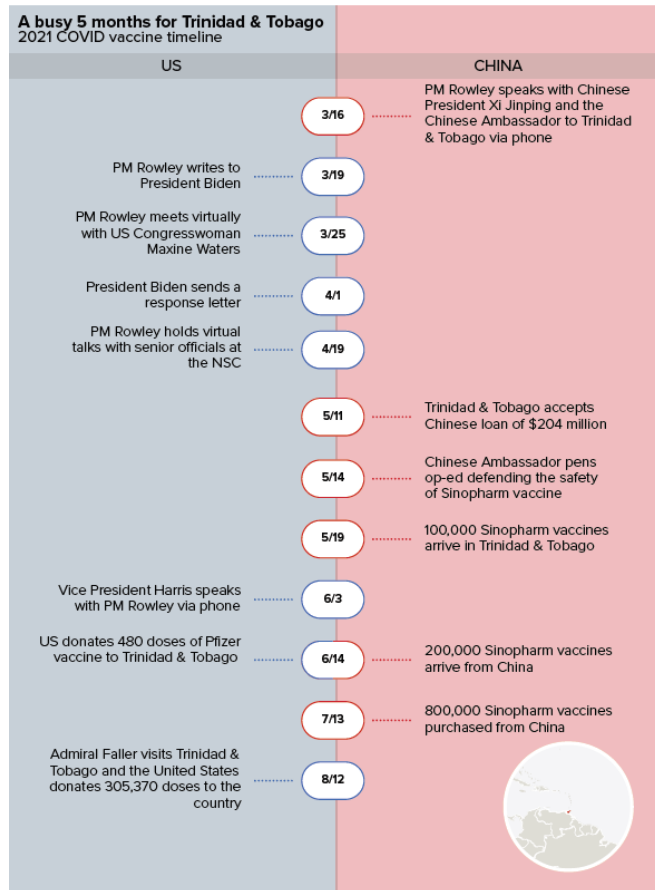 A busy 5 months for Trinidad & Tobago
2021 COVID vaccine timeline
US
CHINA
3/16
PM Rowley speaks with Chinese
President Xi Jinping and the
Chinese Ambassador to Trinidad
& Tobago via phone
PM Rowley writes to
President Biden
3/19
PM Rowley meets virtually
with US Congresswoman
Maxine Waters
3/25
President Biden sends a
response letter
4/1
PM Rowley holds virtual
talks with senior officials at
the NSC
4/19
5/11
Trinidad & Tobago accepts
Chinese loan of $204 million
5/14
Chinese Ambassador pens
op-ed defending the safety
of Sinopharm vaccine
5/19
100,000 Sinopharm vaccines
arrive in Trinidad & Tobago
Vice President Harris speaks
with PM Rowley via phone
6/3
US donates 480 doses of Pfizer
vaccine to Trinidad & Tobago
6/14
200,000 Sinopharm vaccines
arrive from China
7/13
800,000 Sinopharm vaccines
purchased from China
Admiral Faller visits Trinidad &
Tobago and the United States
donates 305,370 doses to the
country
8/12